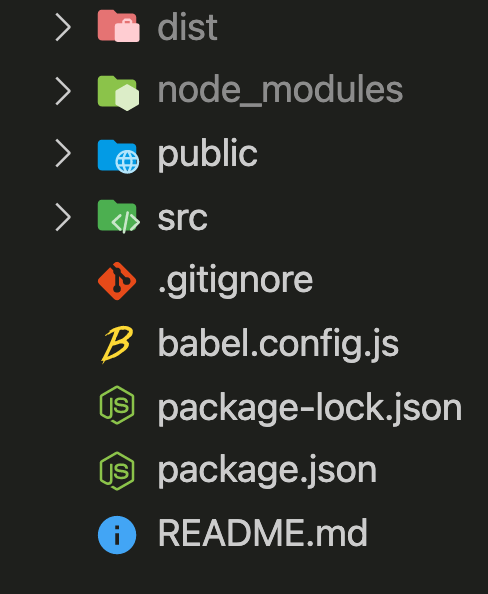 dist
node_modules
public
src
.gitignore
babel.config.js
package-lock.json
package.json
README.md